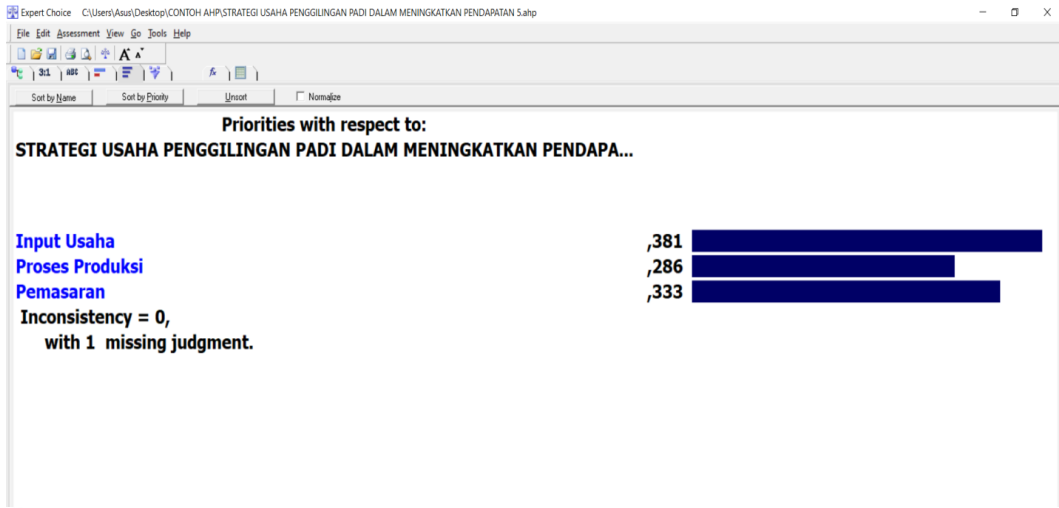 Expert Choice C:\Users\Asus\Desktop\CONTOH AHP\STRATEGI USAHA PENGGILINGAN PADI DALAM MENINGKATKAN PENDAPATAN 5.ahp
File Edit Assessment View Go Tools Help
A A
3:1 ABC fx
Sort by Name Sort by Priority Unsort Normalize
Priorities with respect to:
STRATEGI USAHA PENGGILINGAN PADI DALAM MENINGKATKAN PENDAPA...
Input Usaha ,381
Proses Produksi ,286
Pemasaran ,333
Inconsistency = 0,
with 1 missing judgment.